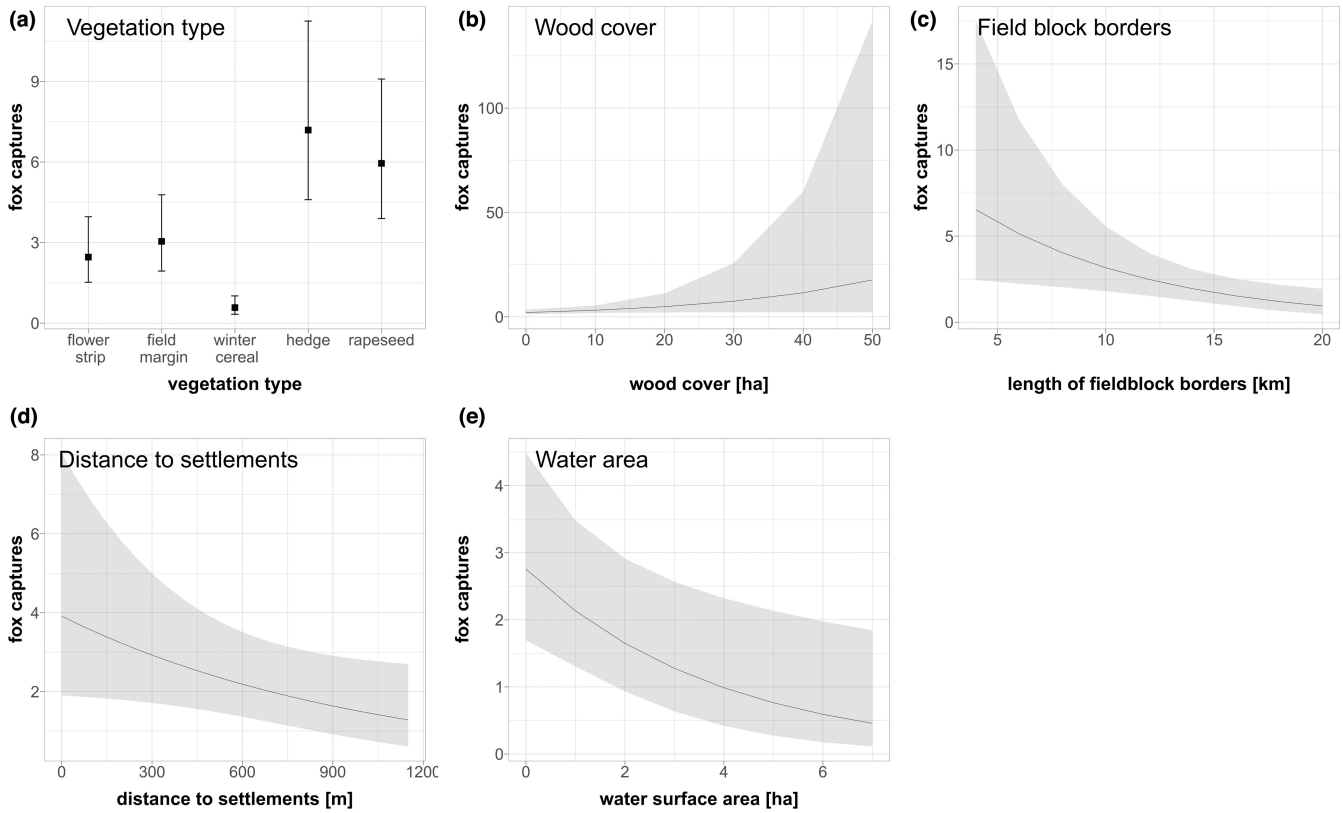 (a)
Vegetation type
fox captures
9
6
3
0
flower strip
field margin
winter cereal
hedge
rapeseed
vegetation type
(b)
Wood cover
fox captures
100
50
0
0 10 20 30 40 50
wood cover [ha]
(c)
Field block borders
fox captures
15
10
5
0
5 10 15 20
length of fieldblock borders [km]
(d)
Distance to settlements
fox captures
8
6
4
2
0 300 600 900 1200
distance to settlements [m]
(e)
Water area
fox captures
4
3
2
1
0
0 2 4 6
water surface area [ha]